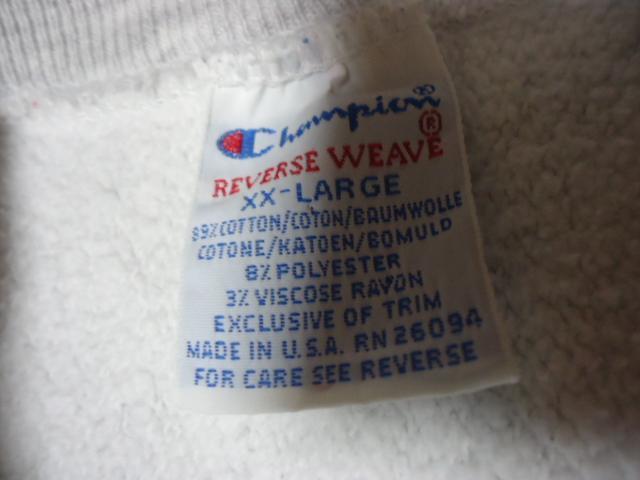 Champion®
REVERSE WEAVE®
XX-LARGE
89% COTTON/COTON/BAUMWOLLE
COTONE/KATOEN/BOMULD
8% POLYESTER
3% VISCOSE RAYON
EXCLUSIVE OF TRIM
MADE IN U.S.A. RN 26094
FOR CARE SEE REVERSE